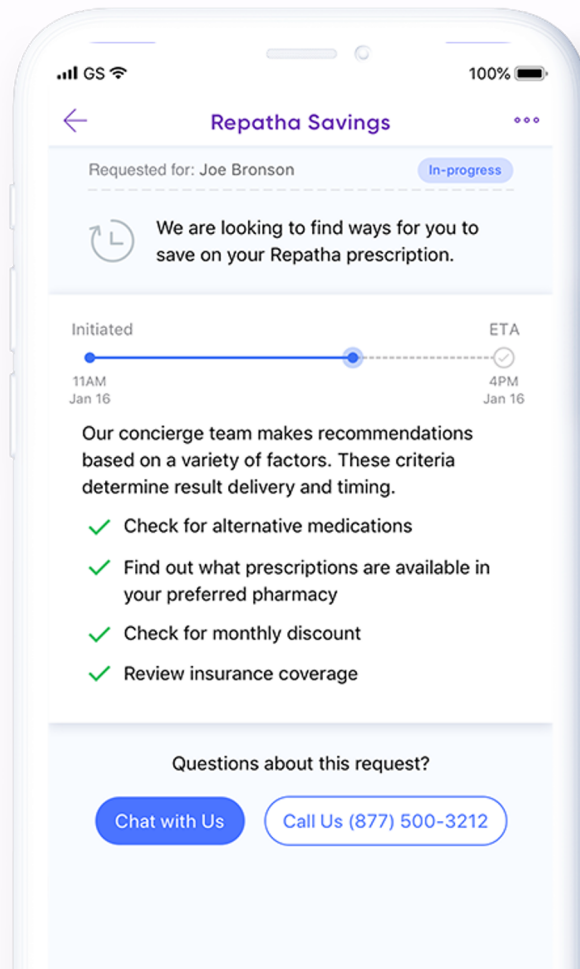 GS 100%
Repatha Savings
Requested for: Joe Bronson In-progress
We are looking to find ways for you to
save on your Repatha prescription.
Initiated ETA
11AM 4PM
Jan 16 Jan 16
Our concierge team makes recommendations
based on a variety of factors. These criteria
determine result delivery and timing.
Check for alternative medications
Find out what prescriptions are available in
your preferred pharmacy
Check for monthly discount
Review insurance coverage
Questions about this request?
Chat with Us Call Us (877) 500-3212